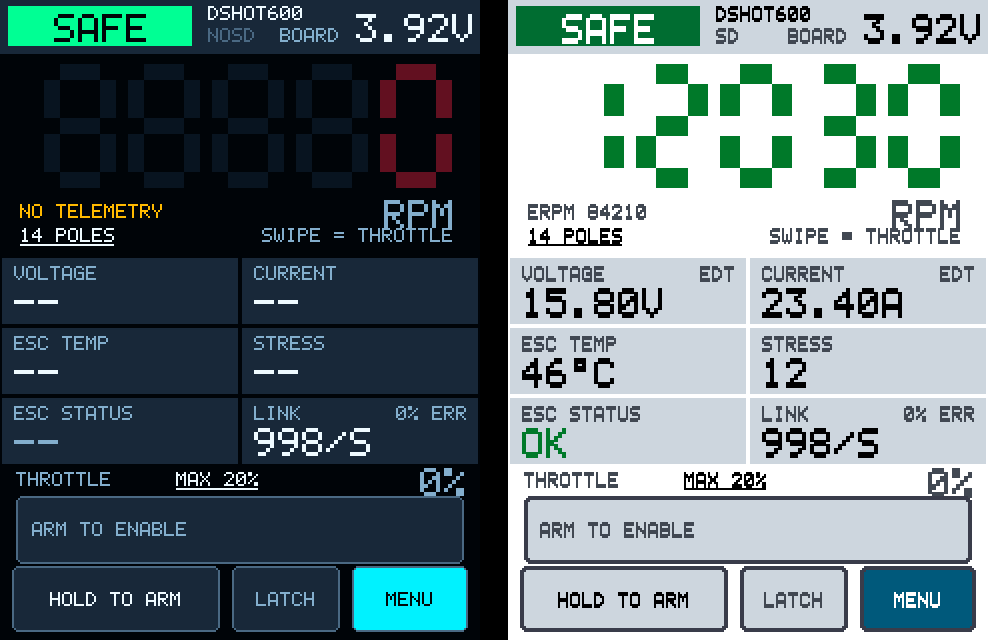 SAFE
DSHOT600
NOSD BOARD
3.92V
0
NO TELEMETRY
RPM
14 POLES
SWIPE = THROTTLE
VOLTAGE
--
CURRENT
--
ESC TEMP
--
STRESS
--
ESC STATUS
--
LINK 0% ERR
998/S
THROTTLE MAX 20% 0%
ARM TO ENABLE
HOLD TO ARM
LATCH
MENU
SAFE
DSHOT600
SD BOARD
3.92V
12030
ERPM 84210
RPM
14 POLES
SWIPE = THROTTLE
VOLTAGE EDT
15.80V
CURRENT EDT
23.40A
ESC TEMP
46°C
STRESS
12
ESC STATUS
OK
LINK 0% ERR
998/S
THROTTLE MAX 20% 0%
ARM TO ENABLE
HOLD TO ARM
LATCH
MENU